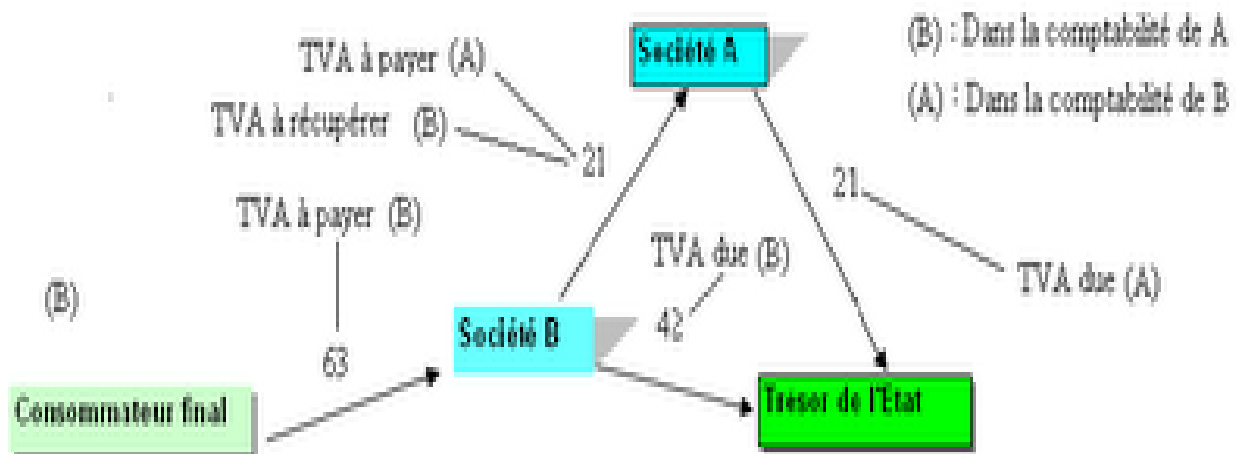 Société A
(B) : Dans la comptabilité de A
TVA à payer (A)
(A) : Dans la comptabilité de B
TVA à récupérer (B)
21
21
TVA à payer (B)
TVA due (B)
TVA due (A)
(B)
Société B
42
63
Consommateur final
Trésor de l'Etat